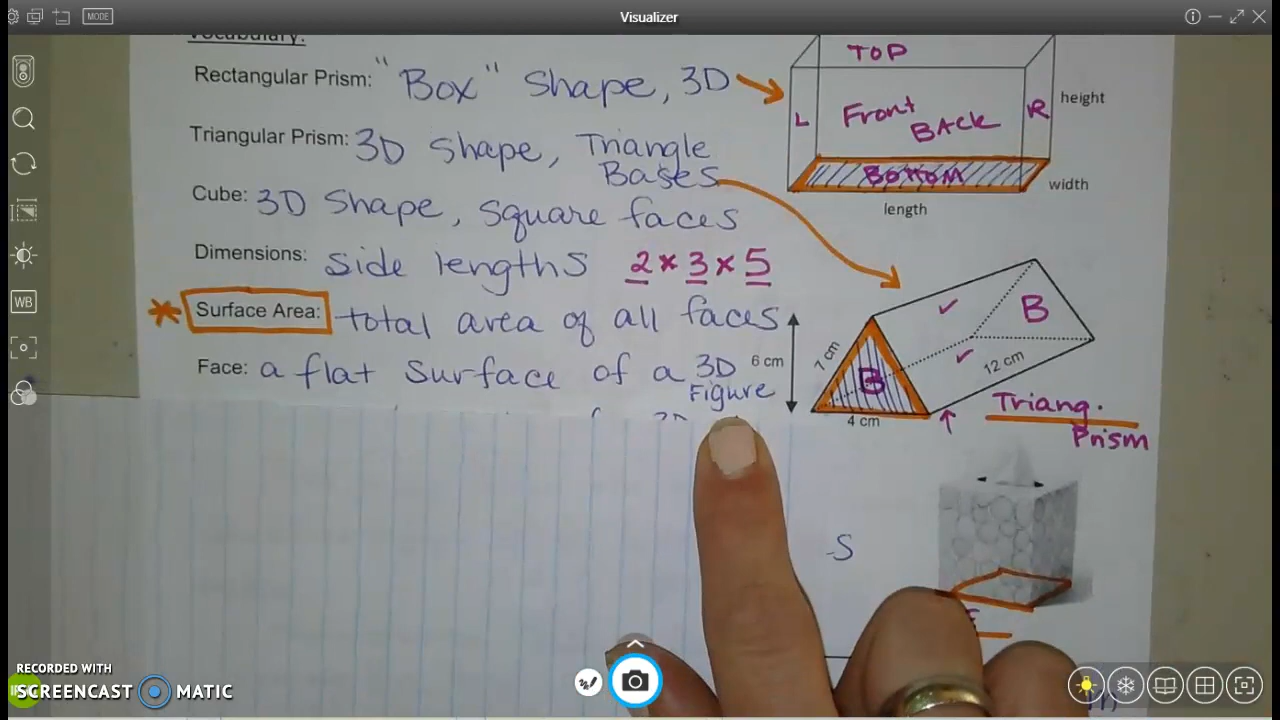 Visualizer
MODE
Vocabulary:
Rectangular Prism: "Box" Shape, 3D
Triangular Prism: 3D Shape, Triangle
Bases
Cube: 3D Shape, square faces
Dimensions: side lengths 2 x 3 x 5
Surface Area: total area of all faces
Face: a flat surface of a 3D
Figure
TOP
L
Front
BACK
R
height
Bottom
width
length
B
B
7 cm
6 cm
12 cm
4 cm
Triang.
Prism
WB
RECORDED WITH
SCREENCAST MATIC